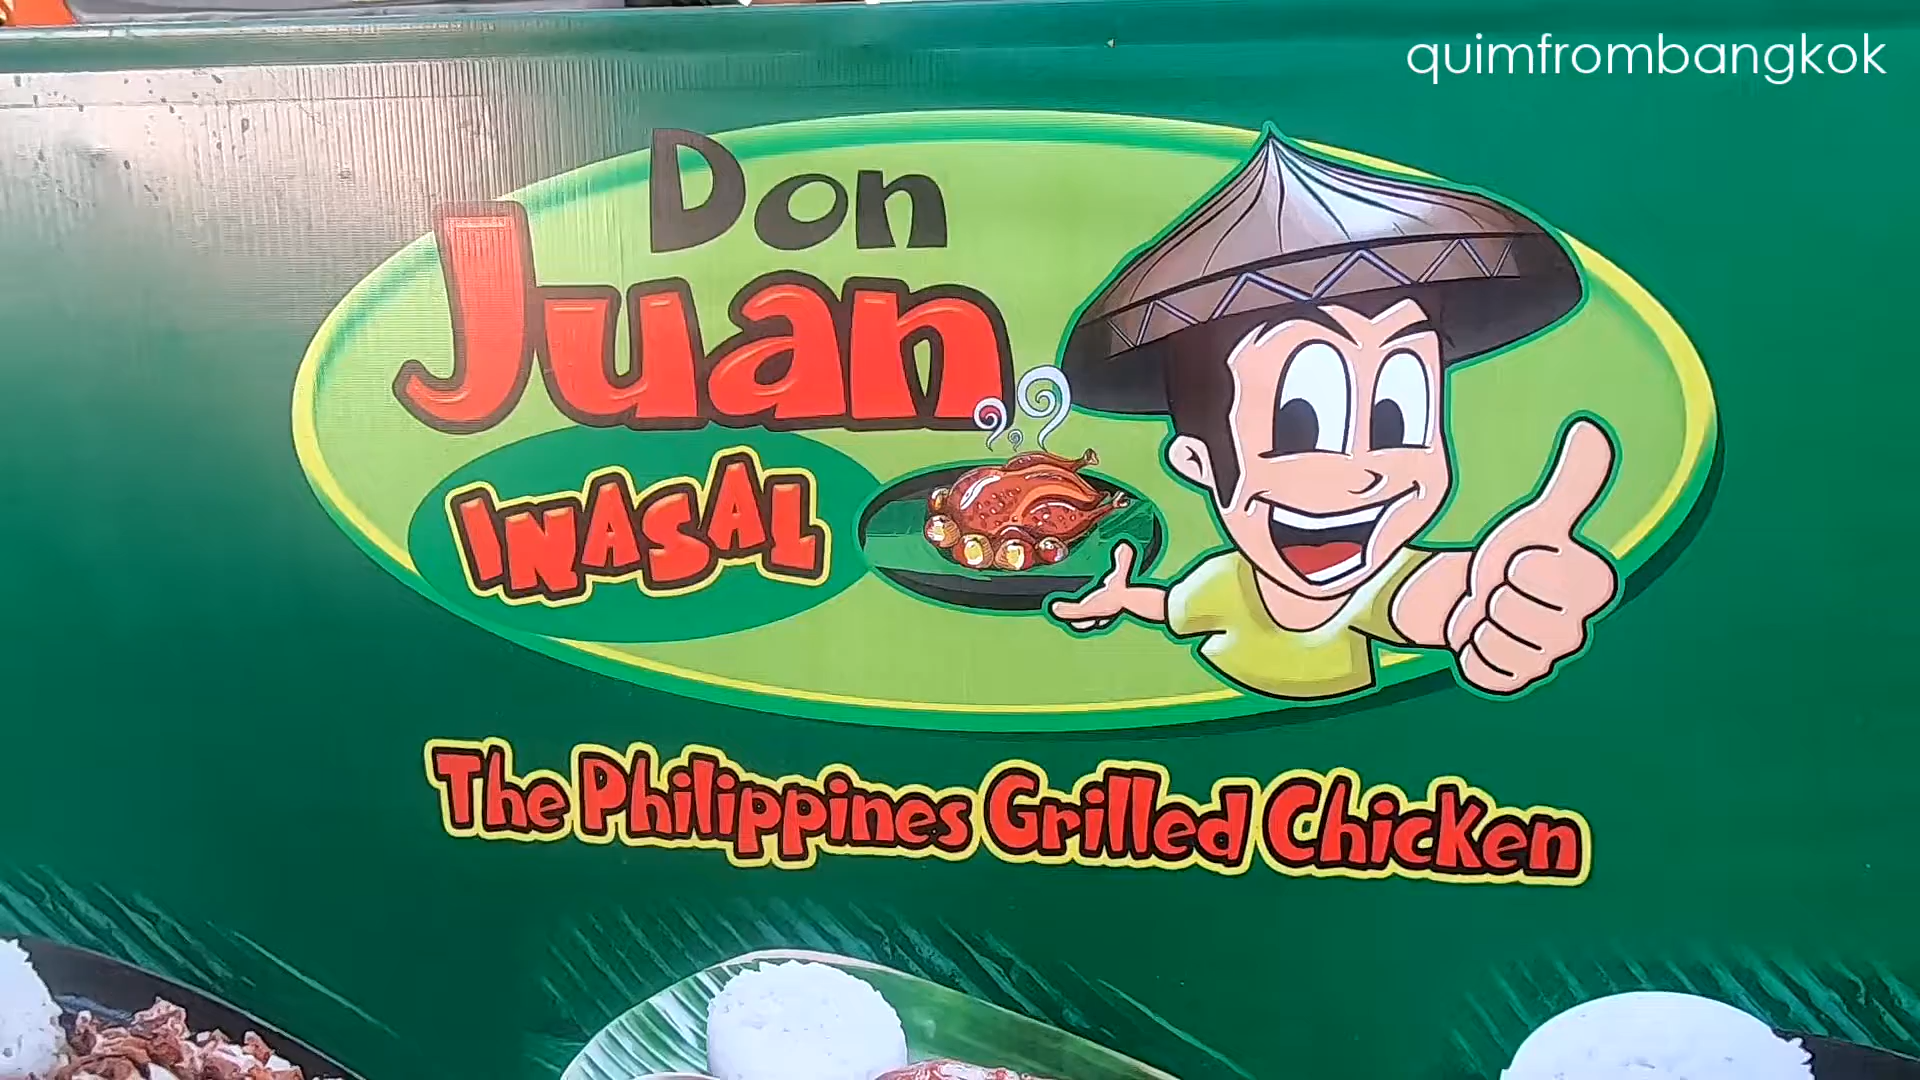 quimfrombangkok
Don
Juan
INASAL
The Philippines Grilled Chicken